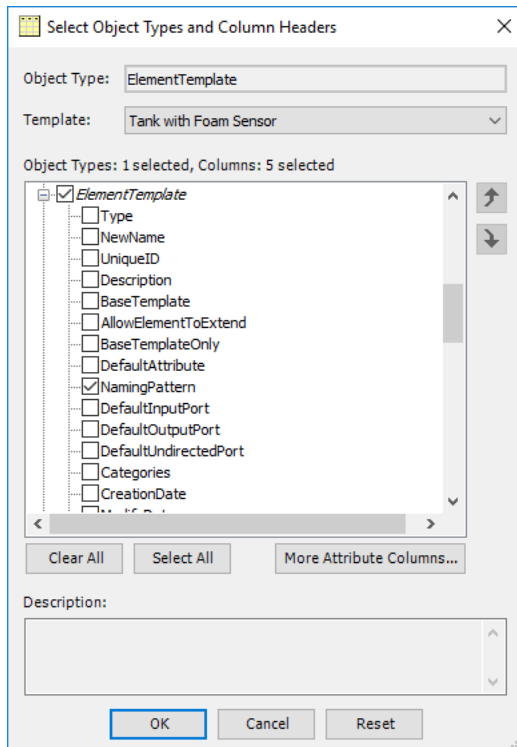 Select Object Types and Column Headers
Object Type: ElementTemplate
Template: Tank with Foam Sensor
Object Types: 1 selected, Columns: 5 selected
ElementTemplate
Type
NewName
UniqueID
Description
BaseTemplate
AllowElementToExtend
BaseTemplateOnly
DefaultAttribute
NamingPattern
DefaultInputPort
DefaultOutputPort
DefaultUndirectedPort
Categories
CreationDate
Clear All Select All More Attribute Columns...
Description:
OK Cancel Reset